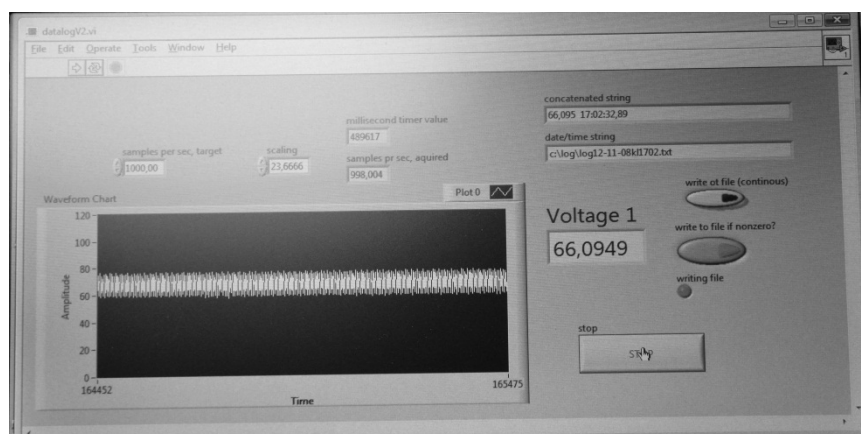 datalogV2.vi
File Edit Operate Tools Window Help
1
concatenated string
66,095 17:02:32,89
millisecond timer value
489617
date/time string
c:\log\log12-11-08kl1702.txt
samples per sec, target
1000,00
scaling
23,6666
samples pr sec, aquired
998,004
write ot file (continous)
Waveform Chart
Plot 0
Voltage 1
66,0949
write to file if nonzero?
writing file
120
100
80
60
40
20
0
Amplitude
164452
165475
Time
stop
STOP